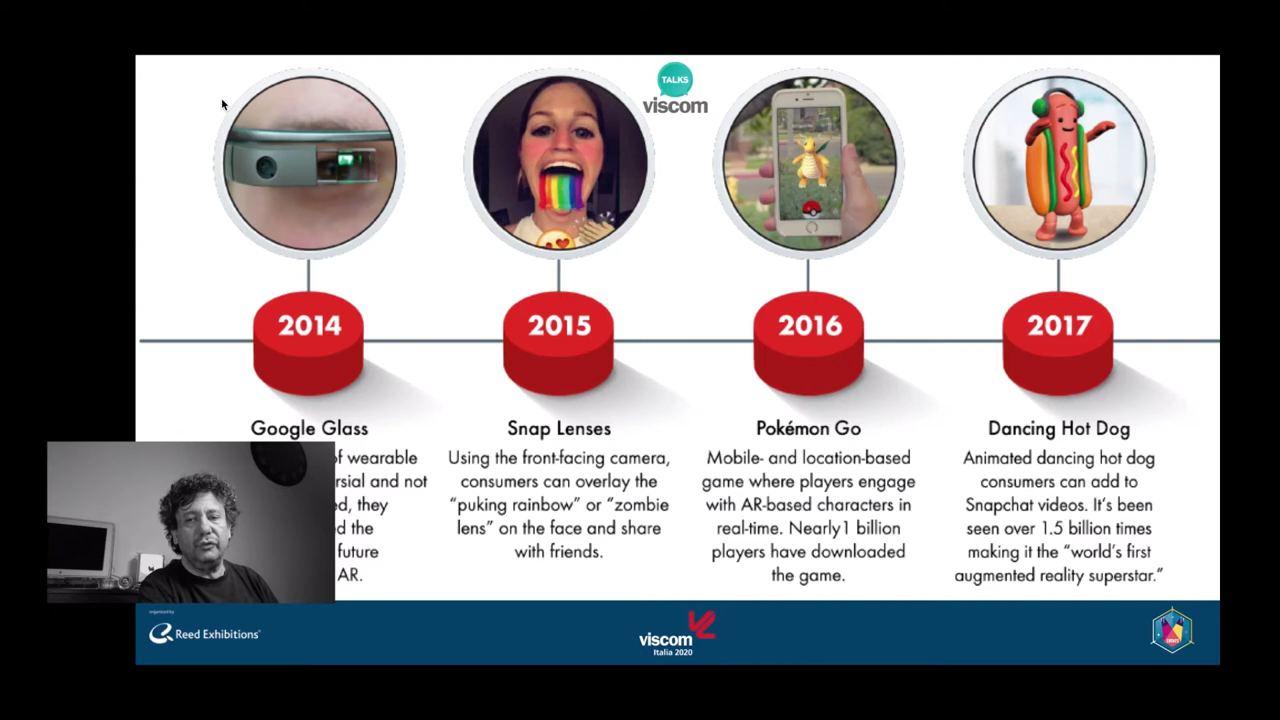 TALKS
viscom
2014
2015
2016
2017
Google Glass
of wearable
rsial and not
d, they
d the
future
AR.
Snap Lenses
Using the front-facing camera,
consumers can overlay the
“puking rainbow” or “zombie
lens” on the face and share
with friends.
Pokémon Go
Mobile- and location-based
game where players engage
with AR-based characters in
real-time. Nearly1 billion
players have downloaded
the game.
Dancing Hot Dog
Animated dancing hot dog
consumers can add to
Snapchat videos. It’s been
seen over 1.5 billion times
making it the “world’s first
augmented reality superstar.”
organised by
Reed Exhibitions
viscom
Italia 2020